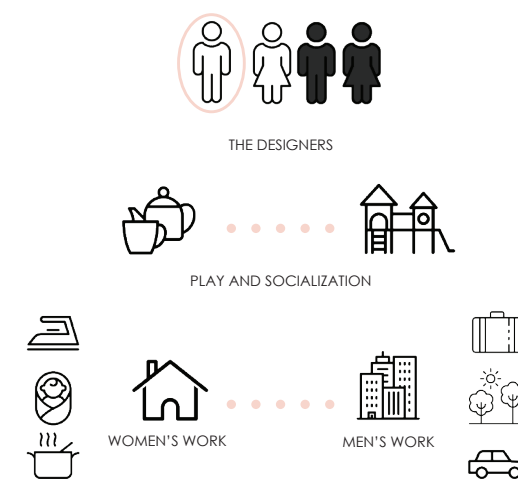 THE DESIGNERS
PLAY AND SOCIALIZATION
WOMEN'S WORK
MEN'S WORK